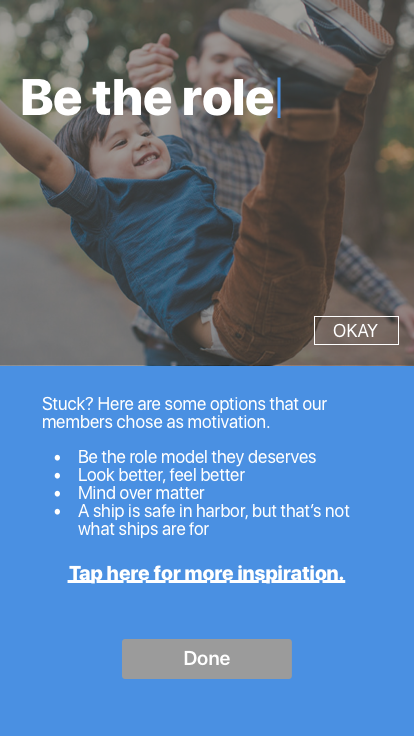 Be the role
OKAY
Stuck? Here are some options that our
members chose as motivation.
• Be the role model they deserves
• Look better, feel better
• Mind over matter
• A ship is safe in harbor, but that’s not
what ships are for
Tap here for more inspiration.
Done